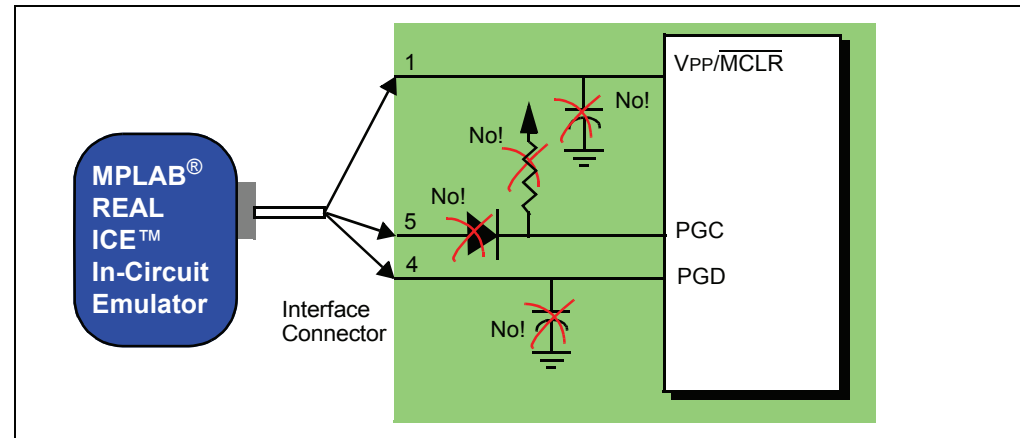 MPLAB®
REAL
ICE™
In-Circuit
Emulator
Interface
Connector
1
5
4
No!
No!
No!
No!
VPP/MCLR
PGC
PGD